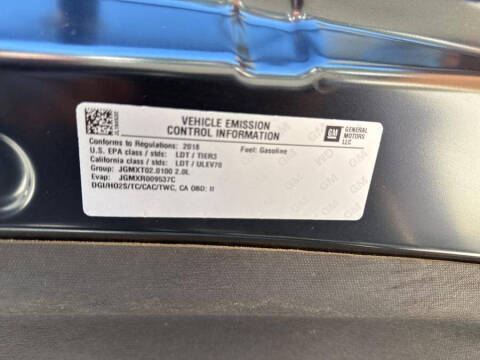 VEHICLE EMISSION
CONTROL INFORMATION
GM GENERAL
MOTORS
LLC
Conforms to Regulations: 2018 Fuel: Gasoline
U.S. EPA class / stds: LDT / TIER3
California class / stds: LDT / ULEV70
Group: JGMXT02.0100 2.0L
Evap: JGMXR0095937C
DGI/HO2S/TC/CAC/TWC, CA OBD: II